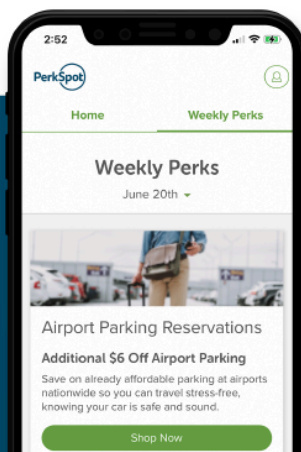 2:52
PerkSpot
Home Weekly Perks
Weekly Perks
June 20th
Airport Parking Reservations
Additional $6 Off Airport Parking
Save on already affordable parking at airports
nationwide so you can travel stress-free,
knowing your car is safe and sound.
Shop Now